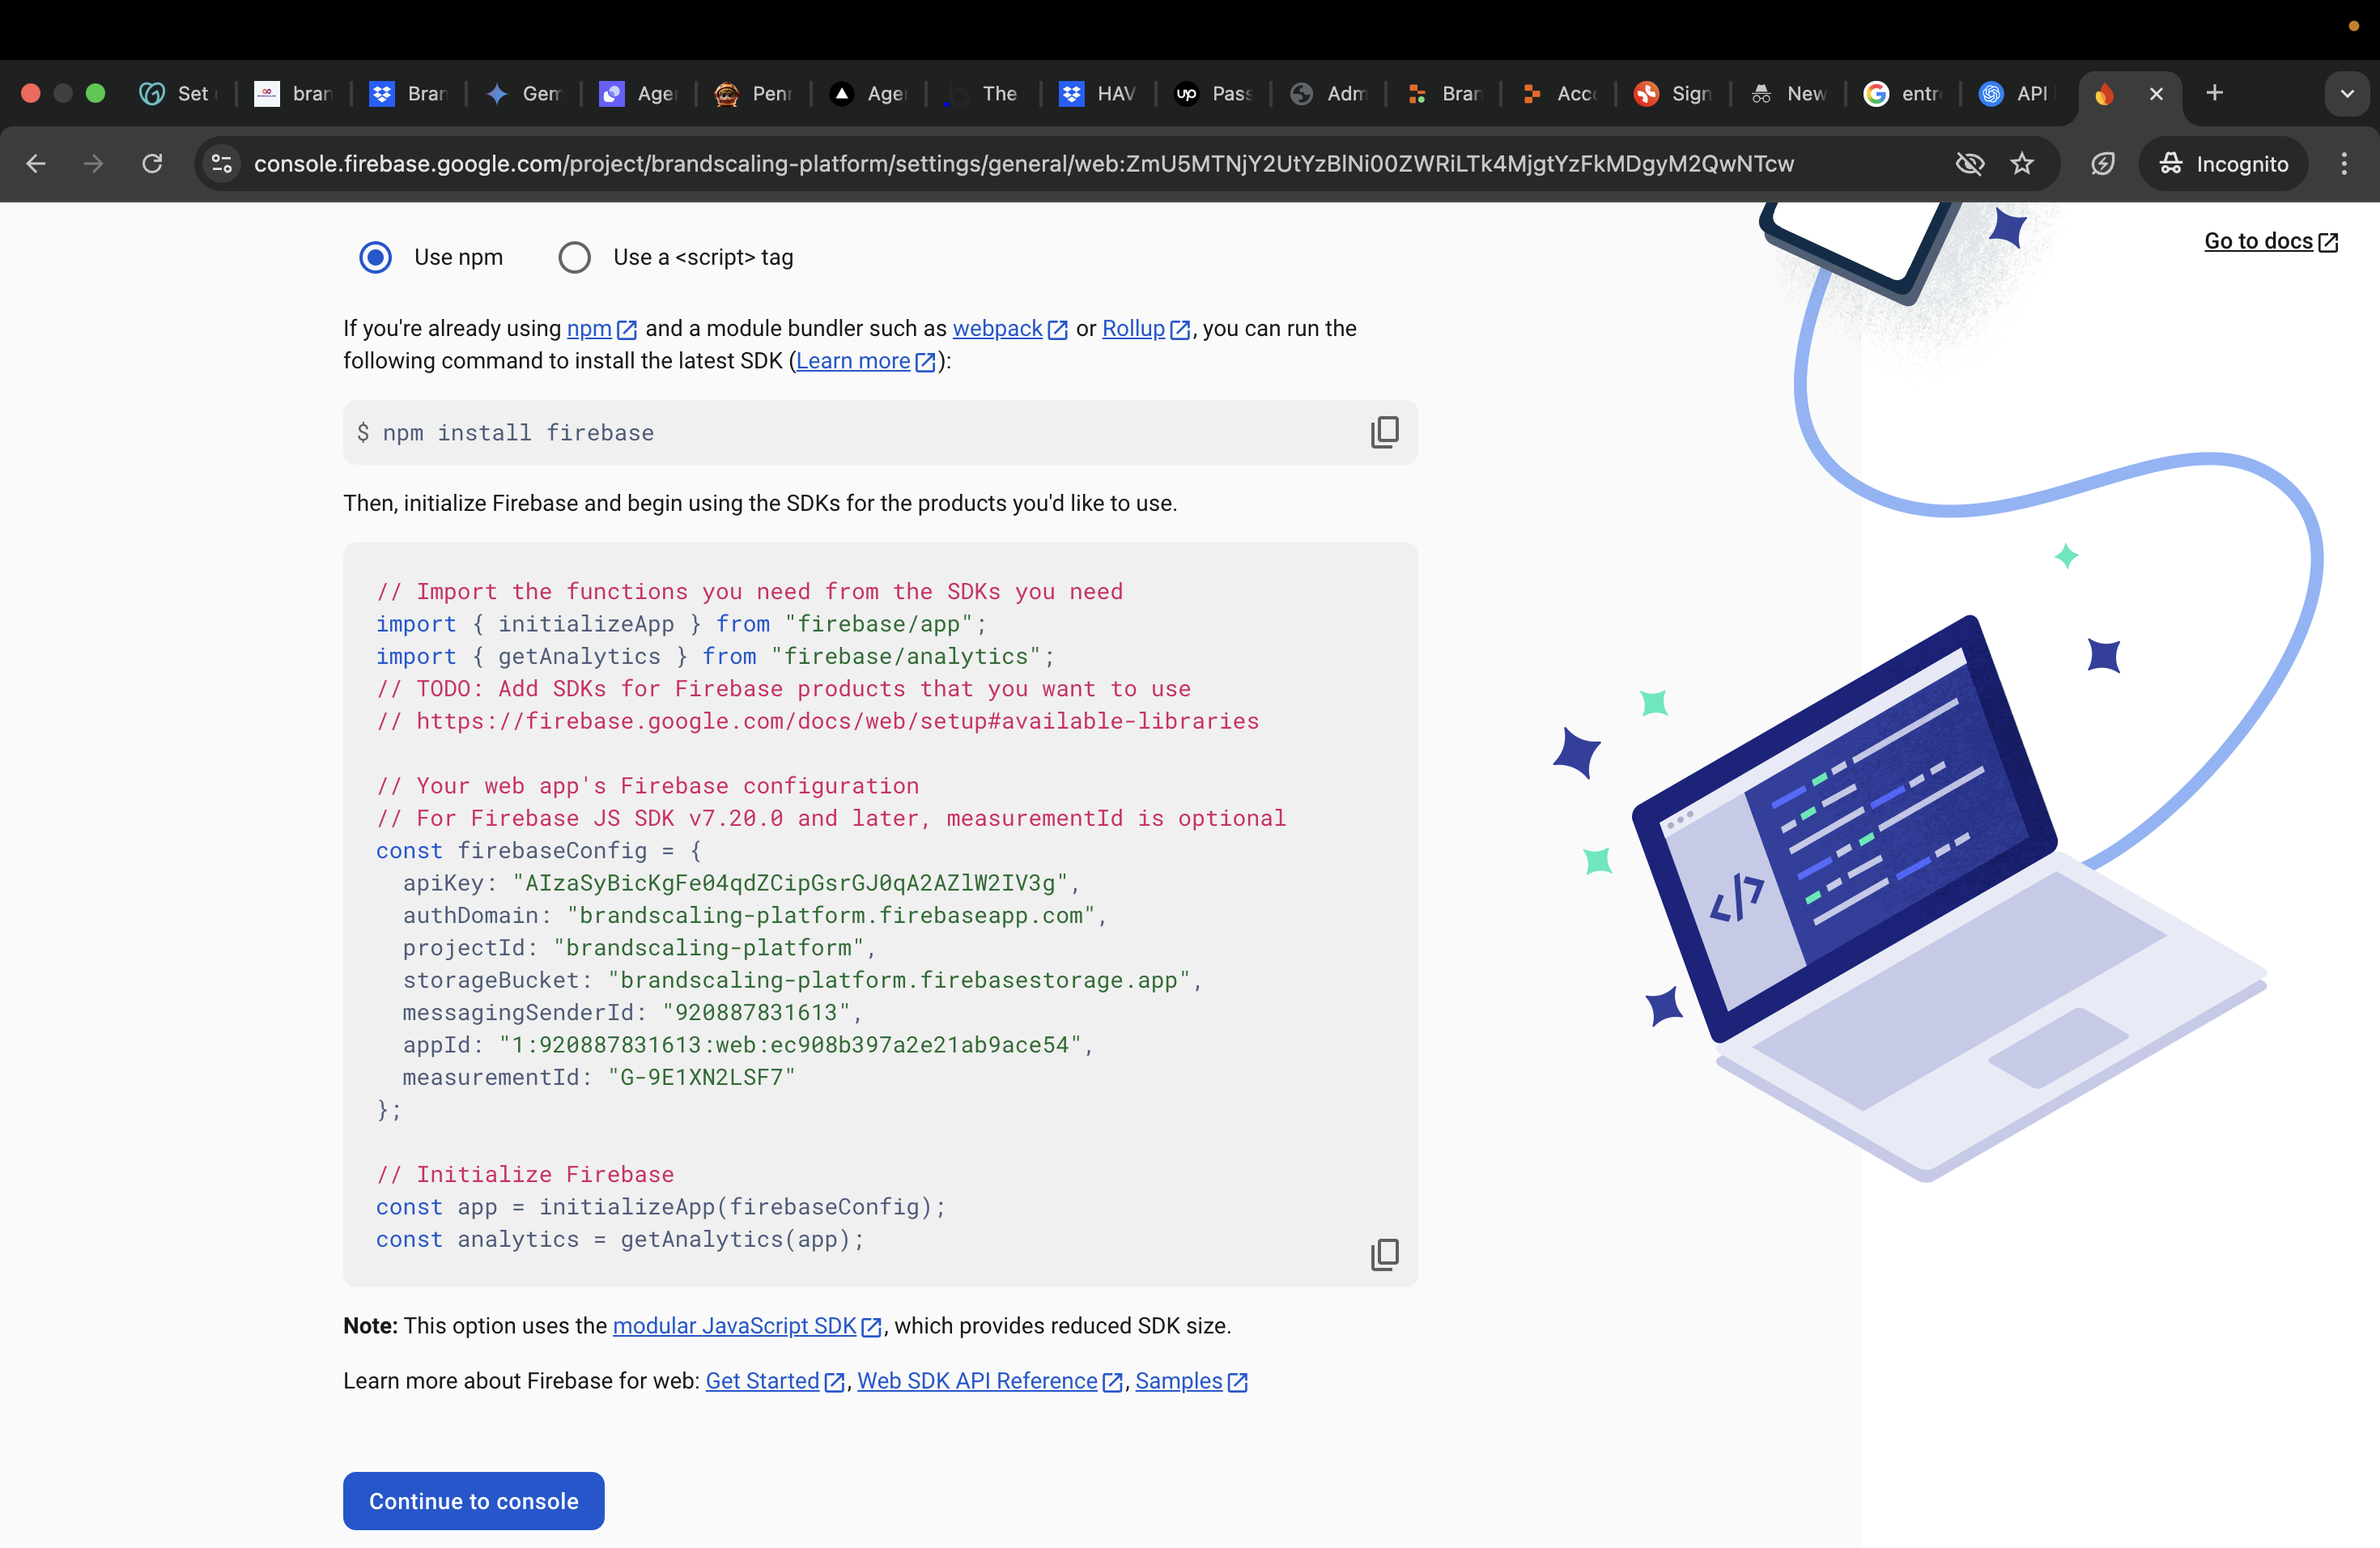 Set
bran
Bran
Gem
Age
Penn
Age
The
HAV
up
Pass
Adm
Bran
Acc
Sign
New
entr
API
console.firebase.google.com/project/brandscaling-platform/settings/general/web:ZmU5MTNjY2UtYzBlNi00ZWRiLTk4MjgtYzFkMDgyM2QwNTcw
Incognito
Go to docs
Use npm
Use a <script> tag
If you're already using npm and a module bundler such as webpack or Rollup, you can run the
following command to install the latest SDK (Learn more):
$ npm install firebase
Then, initialize Firebase and begin using the SDKs for the products you'd like to use.
// Import the functions you need from the SDKs you need
import { initializeApp } from "firebase/app";
import { getAnalytics } from "firebase/analytics";
// TODO: Add SDKs for Firebase products that you want to use
// https://firebase.google.com/docs/web/setup#available-libraries
// Your web app's Firebase configuration
// For Firebase JS SDK v7.20.0 and later, measurementId is optional
const firebaseConfig = {
apiKey: "AIzaSyBicKgFe04qdZCipGsrGJ0qA2AZlW2IV3g",
authDomain: "brandscaling-platform.firebaseapp.com",
projectId: "brandscaling-platform",
storageBucket: "brandscaling-platform.firebasestorage.app",
messagingSenderId: "920887831613",
appId: "1:920887831613:web:ec908b397a2e21ab9ace54",
measurementId: "G-9E1XN2LSF7"
};
// Initialize Firebase
const app = initializeApp(firebaseConfig);
const analytics = getAnalytics(app);
</>
Note: This option uses the modular JavaScript SDK, which provides reduced SDK size.
Learn more about Firebase for web: Get Started, Web SDK API Reference, Samples
Continue to console